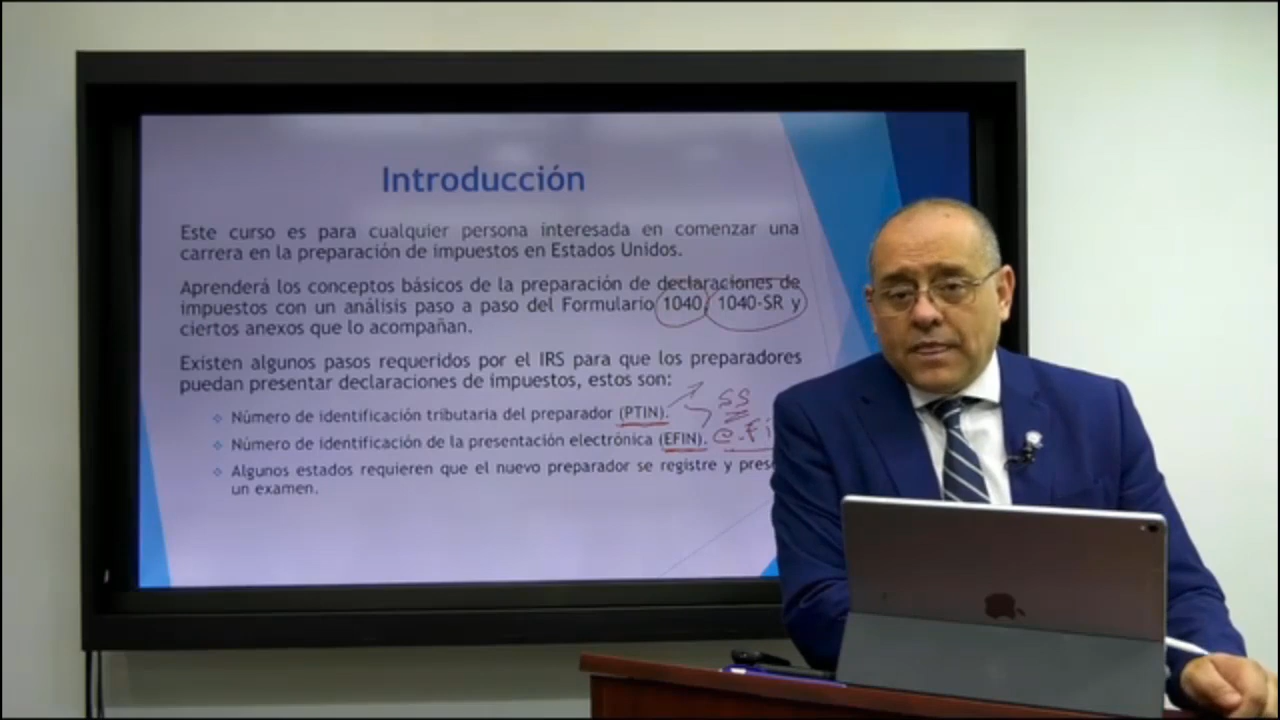 Introducción
Este curso es para cualquier persona interesada en comenzar una
carrera en la preparación de impuestos en Estados Unidos.
Aprenderá los conceptos básicos de la preparación de declaraciones de
impuestos con un análisis paso a paso del Formulario 1040, 1040-SR y
ciertos anexos que lo acompañan.
Existen algunos pasos requeridos por el IRS para que los preparadores
puedan presentar declaraciones de impuestos, estos son:
SS
Número de identificación tributaria del preparador (PTIN).
Número de identificación de la presentación electrónica (EFIN). e-Fi
Algunos estados requieren que el nuevo preparador se registre y prese
un examen.